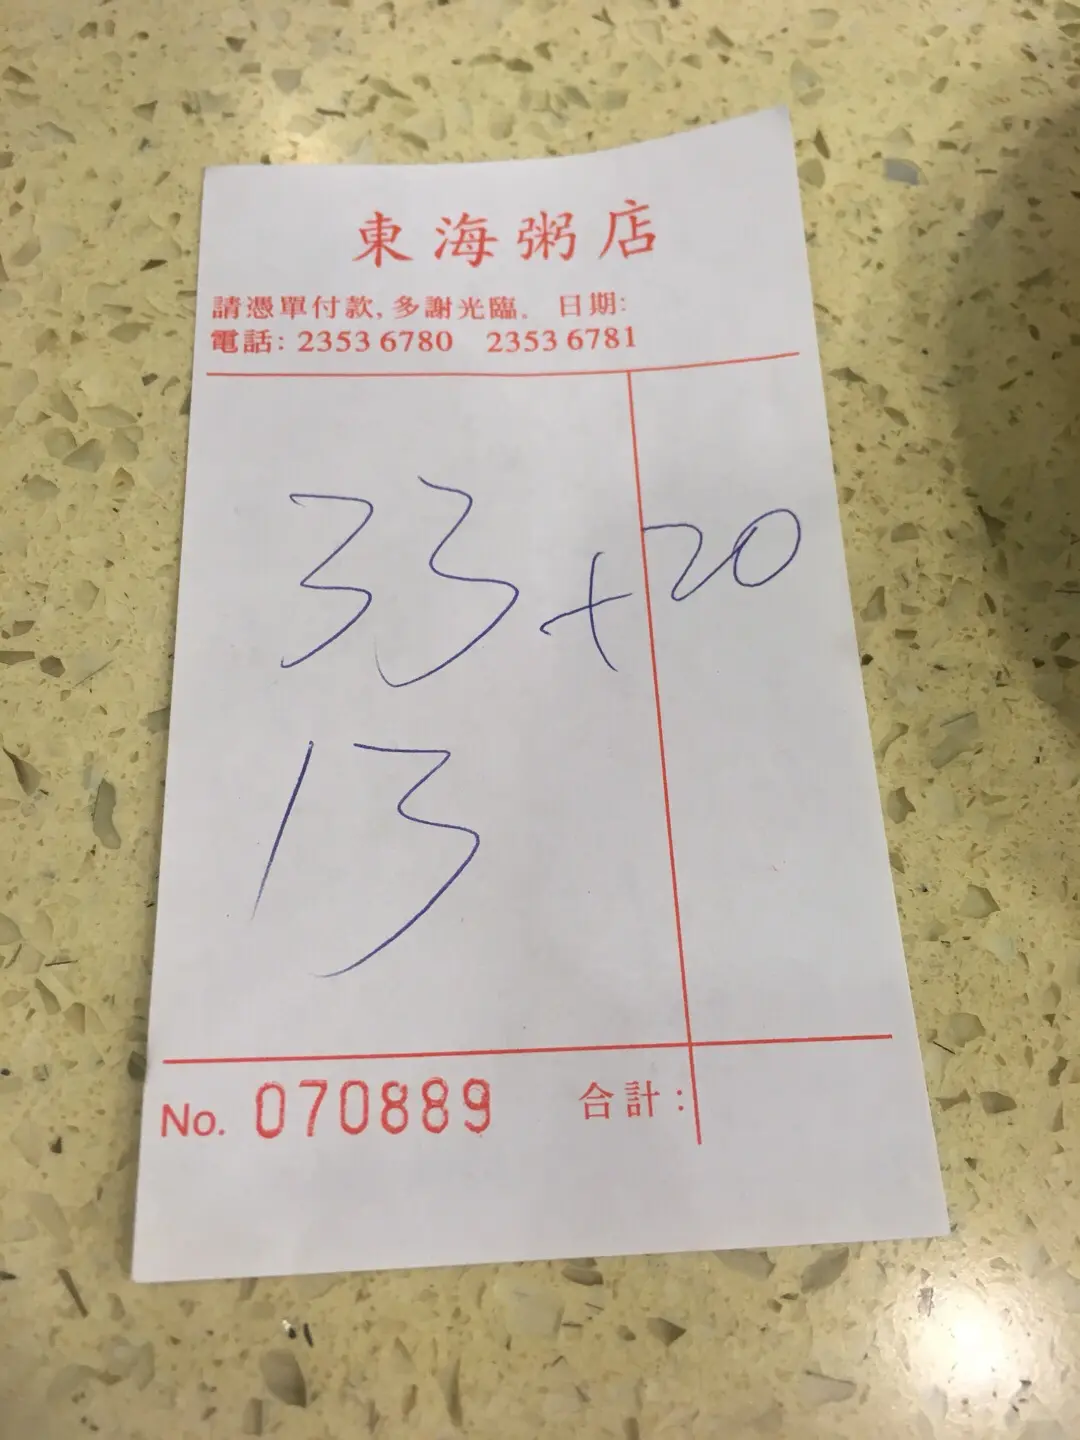 東海粥店
請憑單付款,多謝光臨. 日期:
電話: 2353 6780 2353 6781
33+20
13
No. 070889 合計: